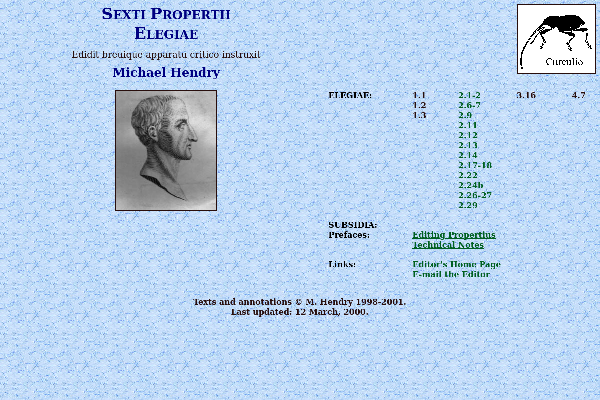 SEXTI PROPERTII
ELEGIAE
Edidit breuique apparatu critico instruxit
Michael Hendry
Curculio
ELEGIAE: 1.1 2.1-2 3.16 4.7
1.2 2.6-7
1.3 2.9
2.11
2.12
2.13
2.14
2.17-18
2.22
2.24b
2.26-27
2.29
SUBSIDIA:
Prefaces: Editing Propertius
Technical Notes
Links: Editor's Home Page
E-mail the Editor
Texts and annotations © M. Hendry 1998-2001.
Last updated: 12 March, 2000.